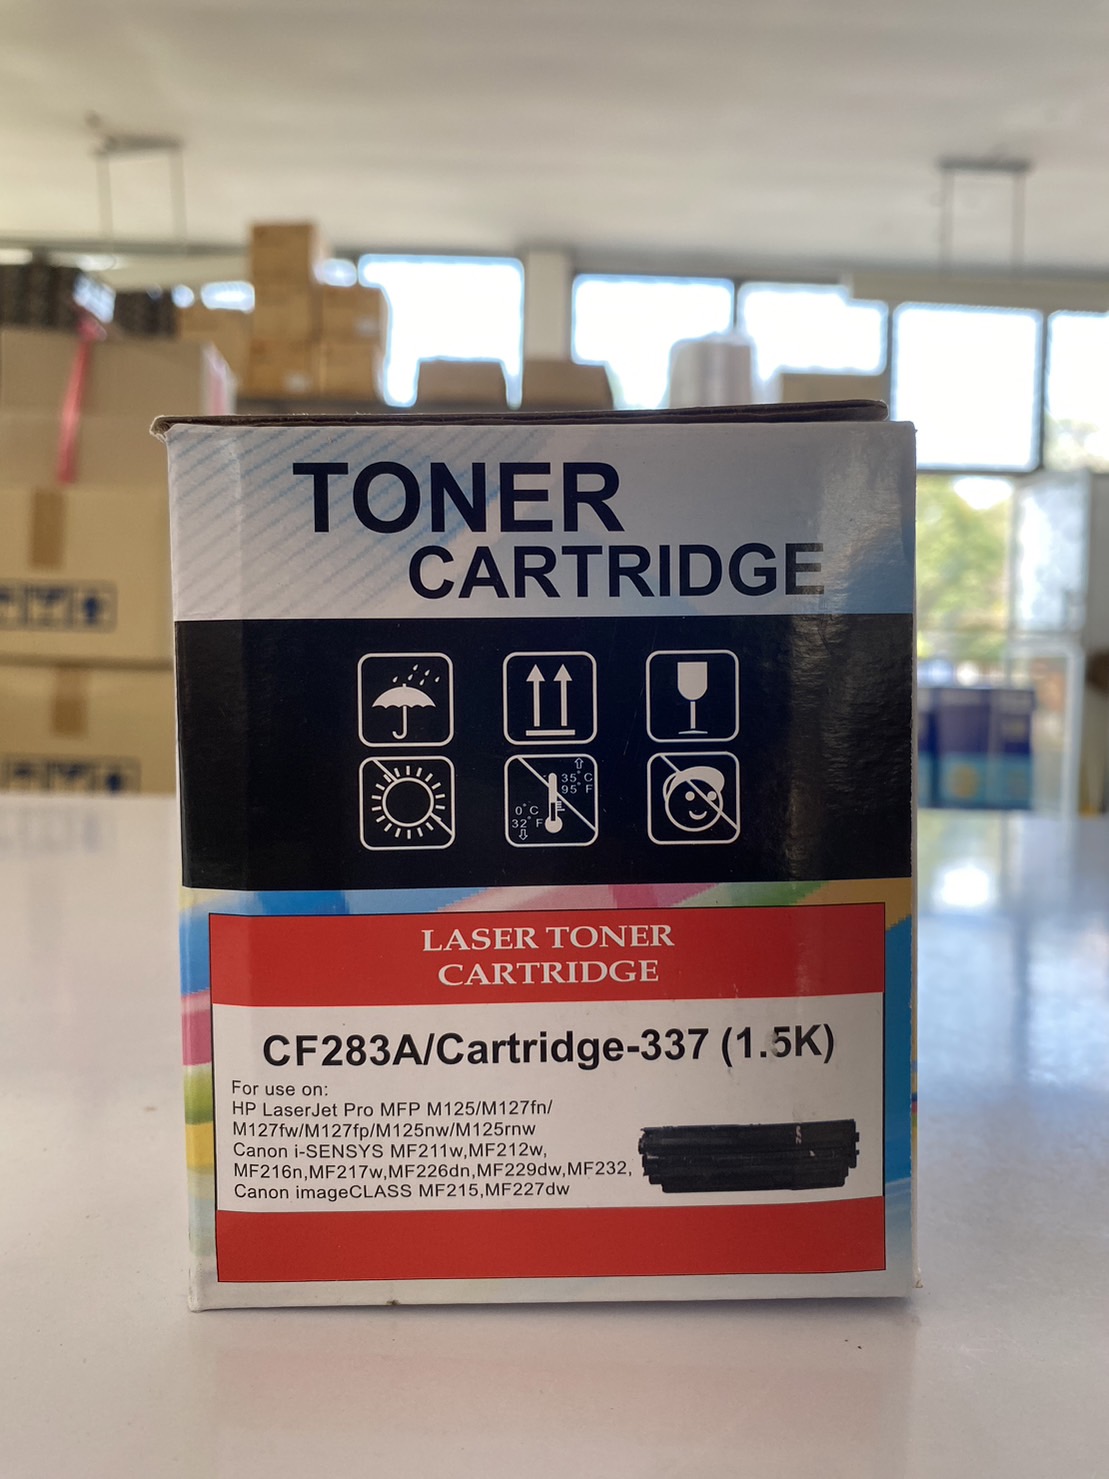 TONER
CARTRIDGE
35°C
95°F
0°C
32°F
LASER TONER
CARTRIDGE
CF283A/Cartridge-337 (1.5K)
For use on:
HP LaserJet Pro MFP M125/M127fn/
M127fw/M127fp/M125nw/M125rnw
Canon i-SENSYS MF211w,MF212w,
MF216n,MF217w,MF226dn,MF229dw,MF232,
Canon imageCLASS MF215,MF227dw